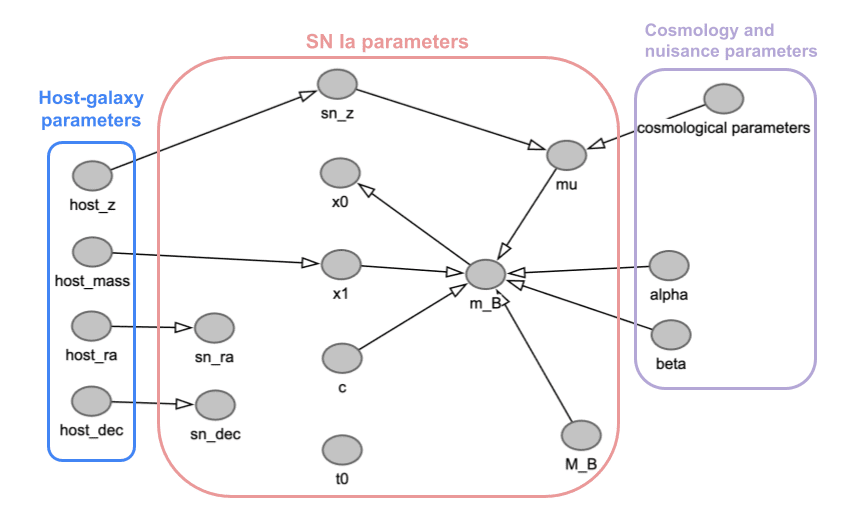 SN Ia parameters
Cosmology and
nuisance parameters
Host-galaxy
parameters
sn_z
cosmological parameters
mu
host_z
x0
host_mass
x1
m_B
alpha
host_ra
sn_ra
beta
c
host_dec
sn_dec
t0
M_B